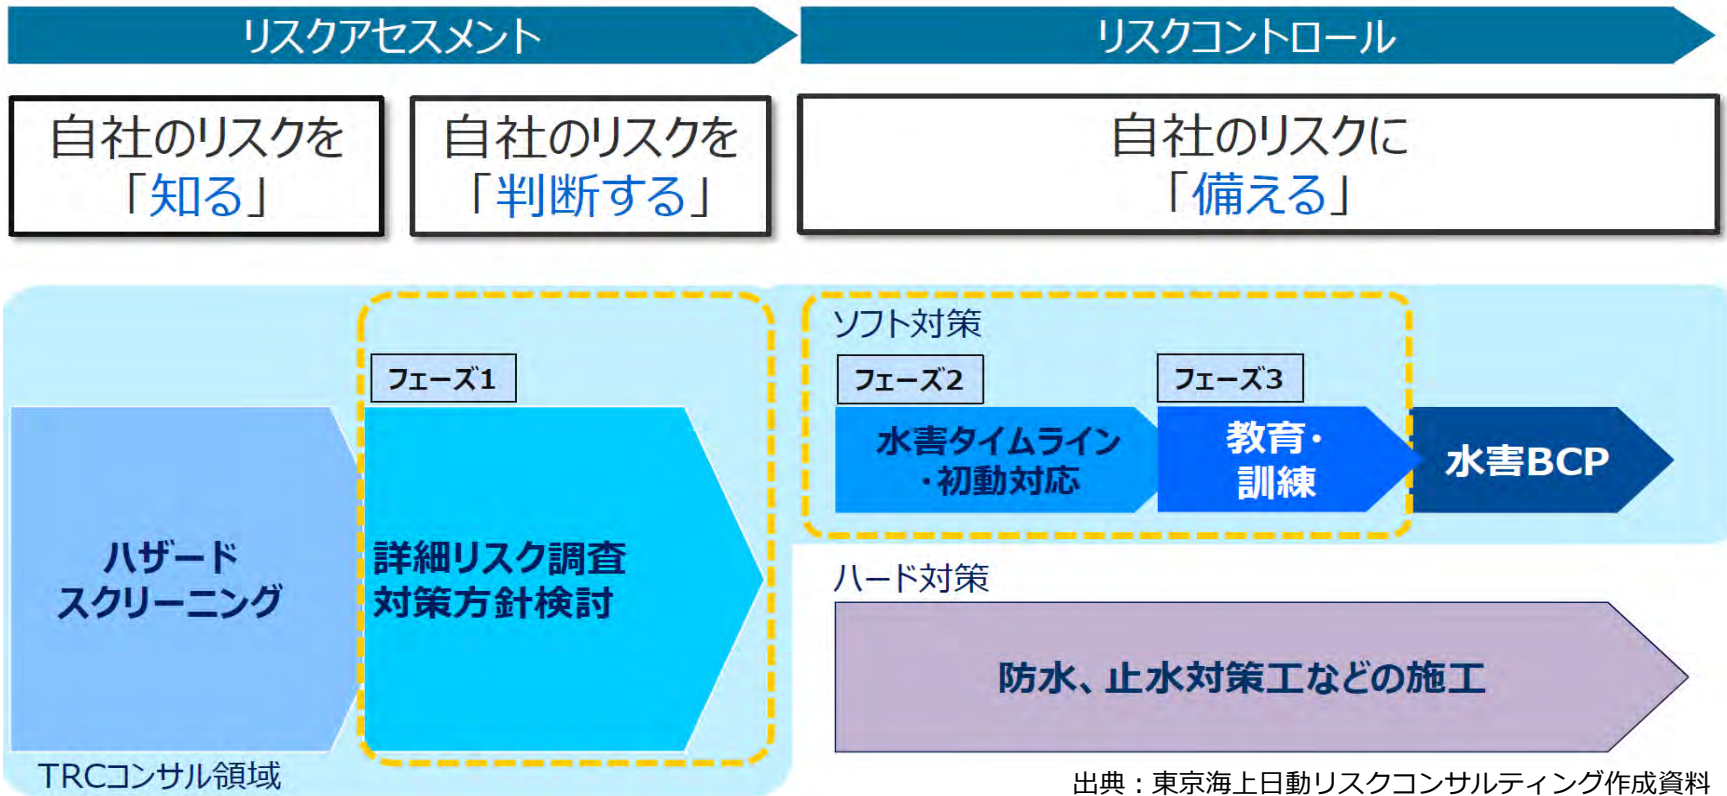 リスクアセスメント
リスクコントロール
自社のリスクを
「知る」
自社のリスクを
「判断する」
自社のリスクに
「備える」
ソフト対策
フェーズ1
フェーズ2
フェーズ3
水害タイムライン
・初動対応
教育・
訓練
水害BCP
ハザード
スクリーニング
詳細リスク調査
対策方針検討
ハード対策
防水、止水対策工などの施工
TRCコンサル領域
出典：東京海上日動リスクコンサルティング作成資料